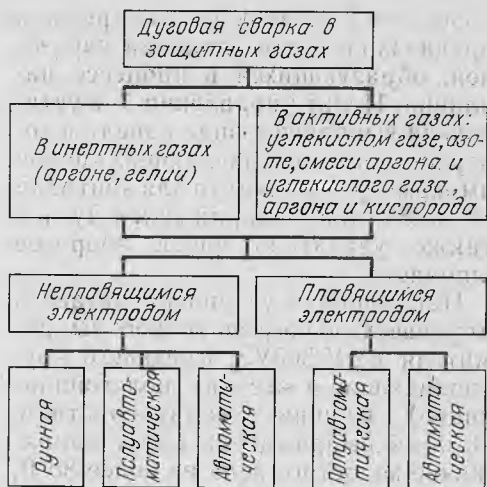 Дуговая сварка в
защитных газах
В инертных газах
(аргоне, гелии)
В активных газах:
углекислом газе, азо-
те, смеси аргона и
углекислого газа,
аргона и кислорода
Неплавящимся
электродом
Плавящимся
электродом
Ручная
Полуавто-
матическая
Автомати-
ческая
Полуавтома-
тическая
Автомати-
ческая